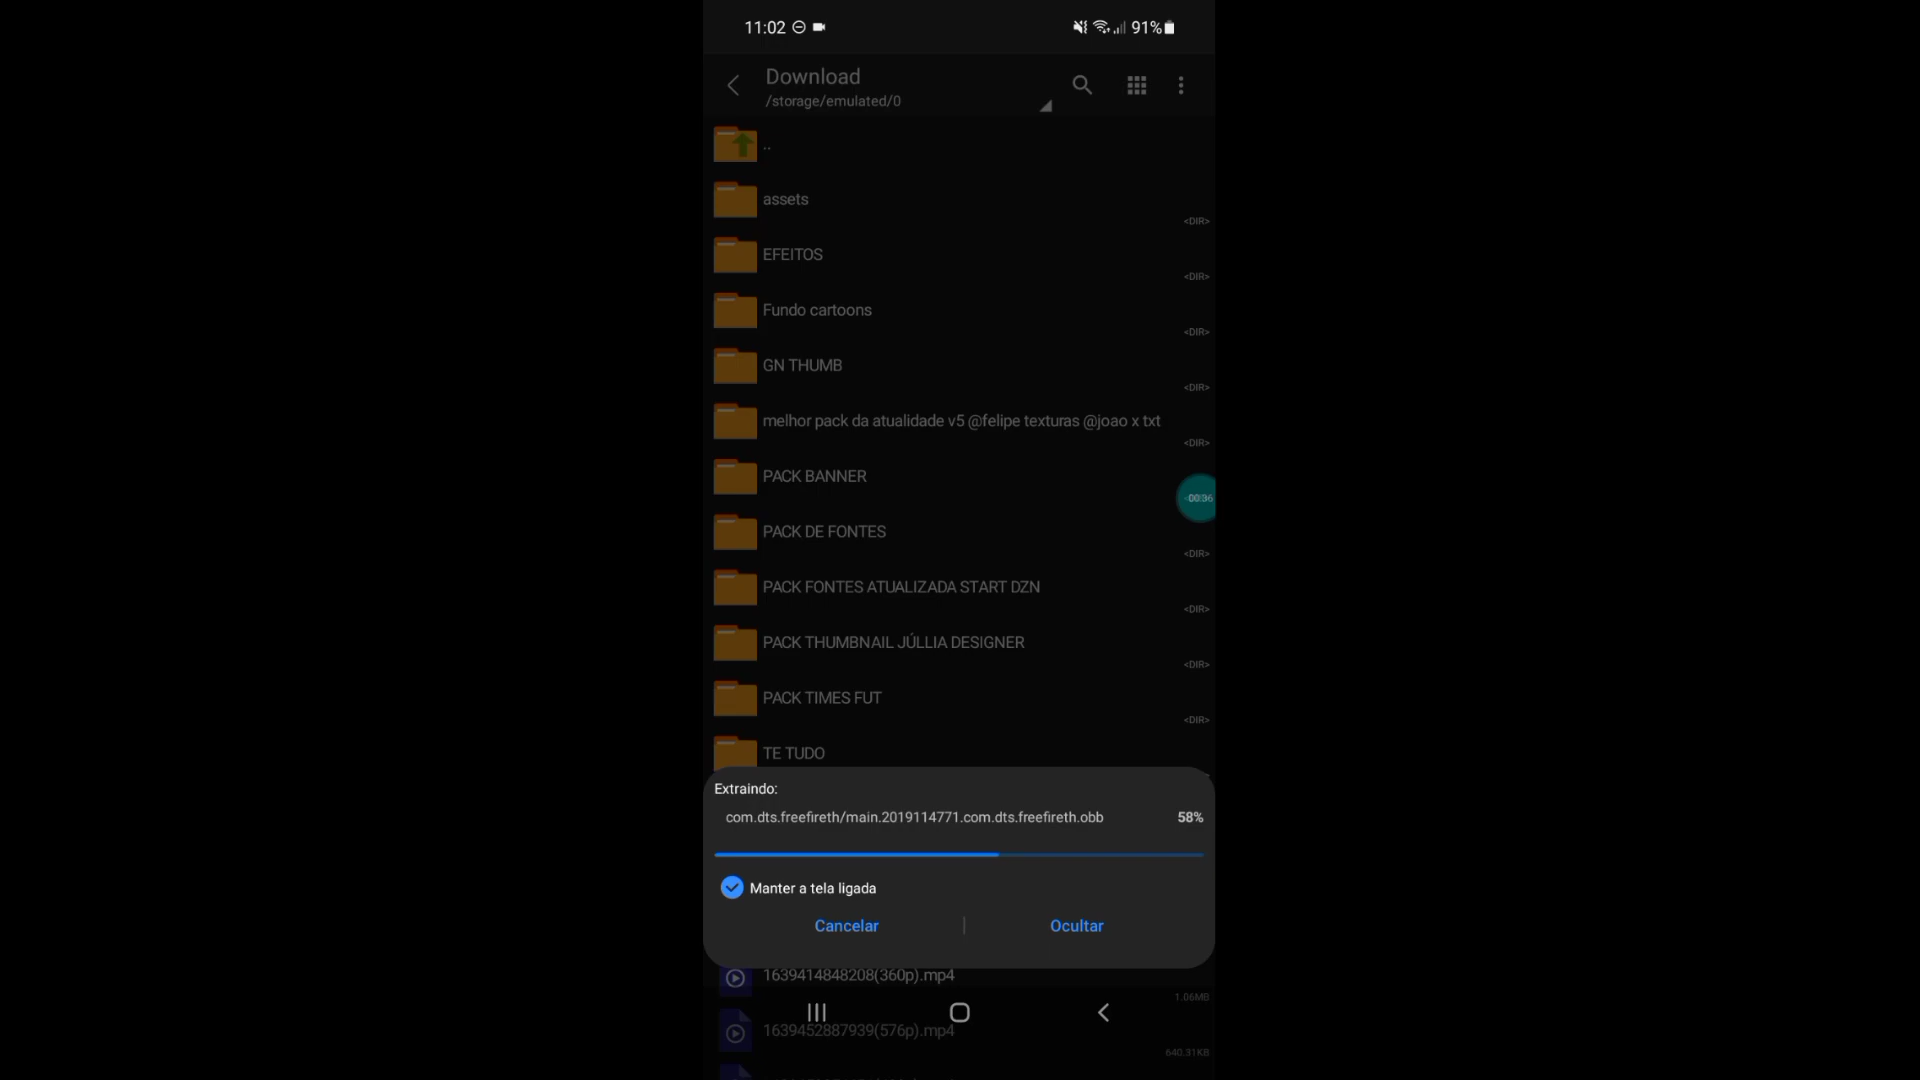 11:02 91%
Download
/storage/emulated/0
..
assets
<DIR>
EFEITOS
<DIR>
Fundo cartoons
<DIR>
GN THUMB
<DIR>
melhor pack da atualidade v5 @felipe texturas @joao x txt
<DIR>
PACK BANNER
00:36
PACK DE FONTES
<DIR>
PACK FONTES ATUALIZADA START DZN
<DIR>
PACK THUMBNAIL JÚLLIA DESIGNER
<DIR>
PACK TIMES FUT
<DIR>
TE TUDO
Extraindo:
com.dts.freefireth/main.2019114771.com.dts.freefireth.obb 58%
Manter a tela ligada
Cancelar | Ocultar
1639414848208(360p).mp4
1.06MB
1639452887939(576p).mp4
640.31KB